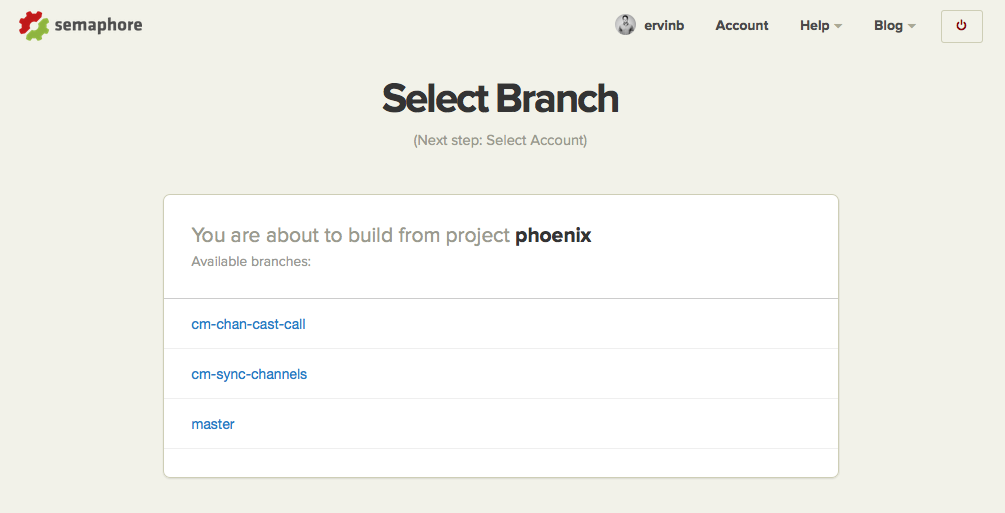 semaphore
ervinb Account Help Blog
Select Branch
(Next step: Select Account)
You are about to build from project phoenix
Available branches:
cm-chan-cast-call
cm-sync-channels
master